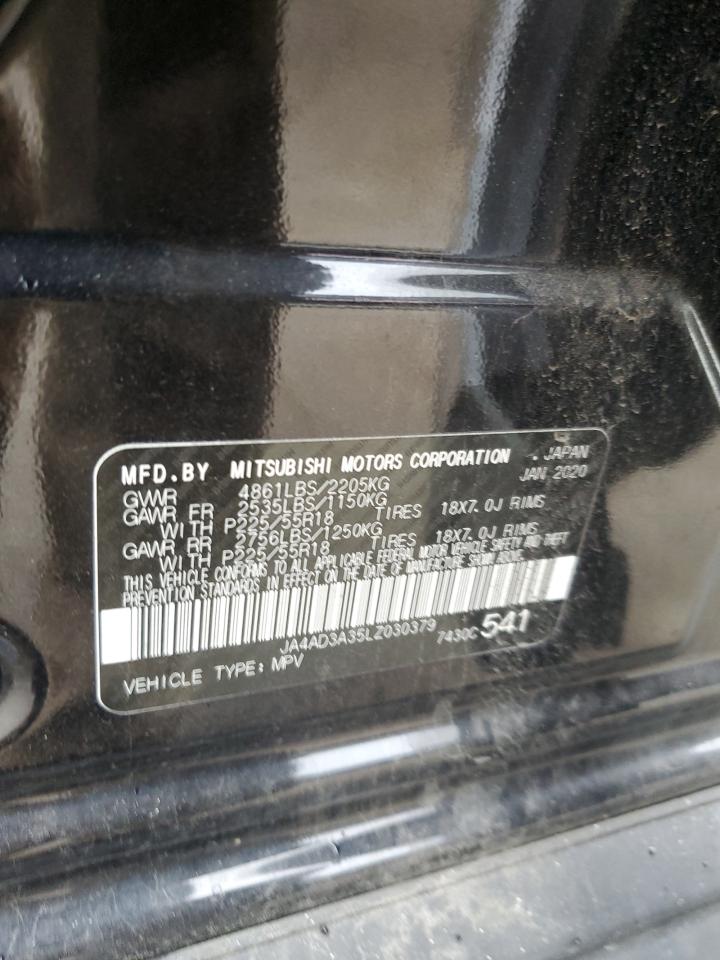 MFD.BY MITSUBISHI MOTORS CORPORATION . JAPAN
JAN 2020
GVWR 4861LBS/2205KG
GAWR FR 2535LBS/1150KG
WITH P225/55R18 TIRES 18X7.0J RIMS
GAWR RR 2756LBS/1250KG
WITH P225/55R18 TIRES 18X7.0J RIMS
THIS VEHICLE CONFORMS TO ALL APPLICABLE FEDERAL MOTOR VEHICLE SAFETY AND THEFT
PREVENTION STANDARDS IN EFFECT ON THE DATE OF MANUFACTURE SHOWN ABOVE.
JA4AD3A35LZ030379
7430C 541
VEHICLE TYPE: MPV